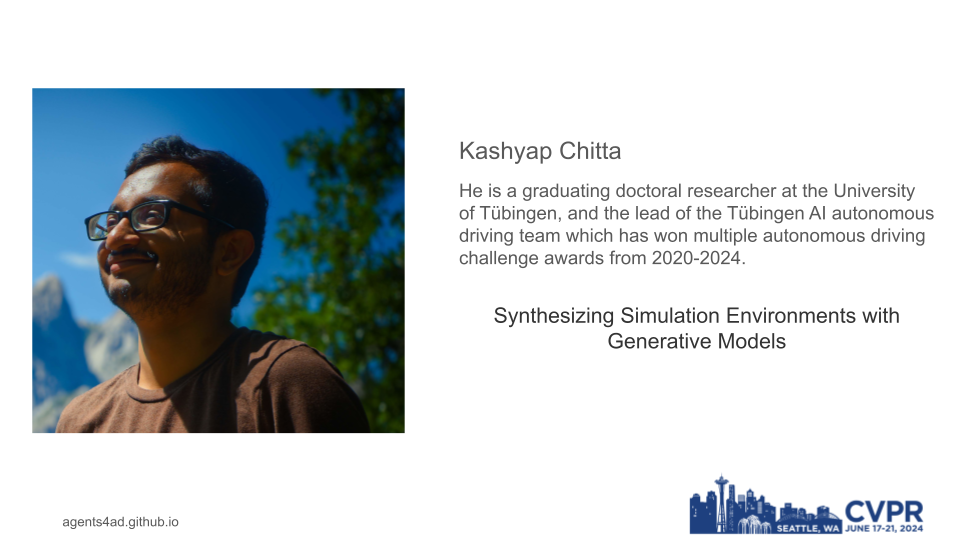 Kashyap Chitta
He is a graduating doctoral researcher at the University
of Tübingen, and the lead of the Tübingen AI autonomous
driving team which has won multiple autonomous driving
challenge awards from 2020-2024.
Synthesizing Simulation Environments with
Generative Models
agents4ad.github.io
SEATTLE, WA
CVPR
JUNE 17-21, 2024